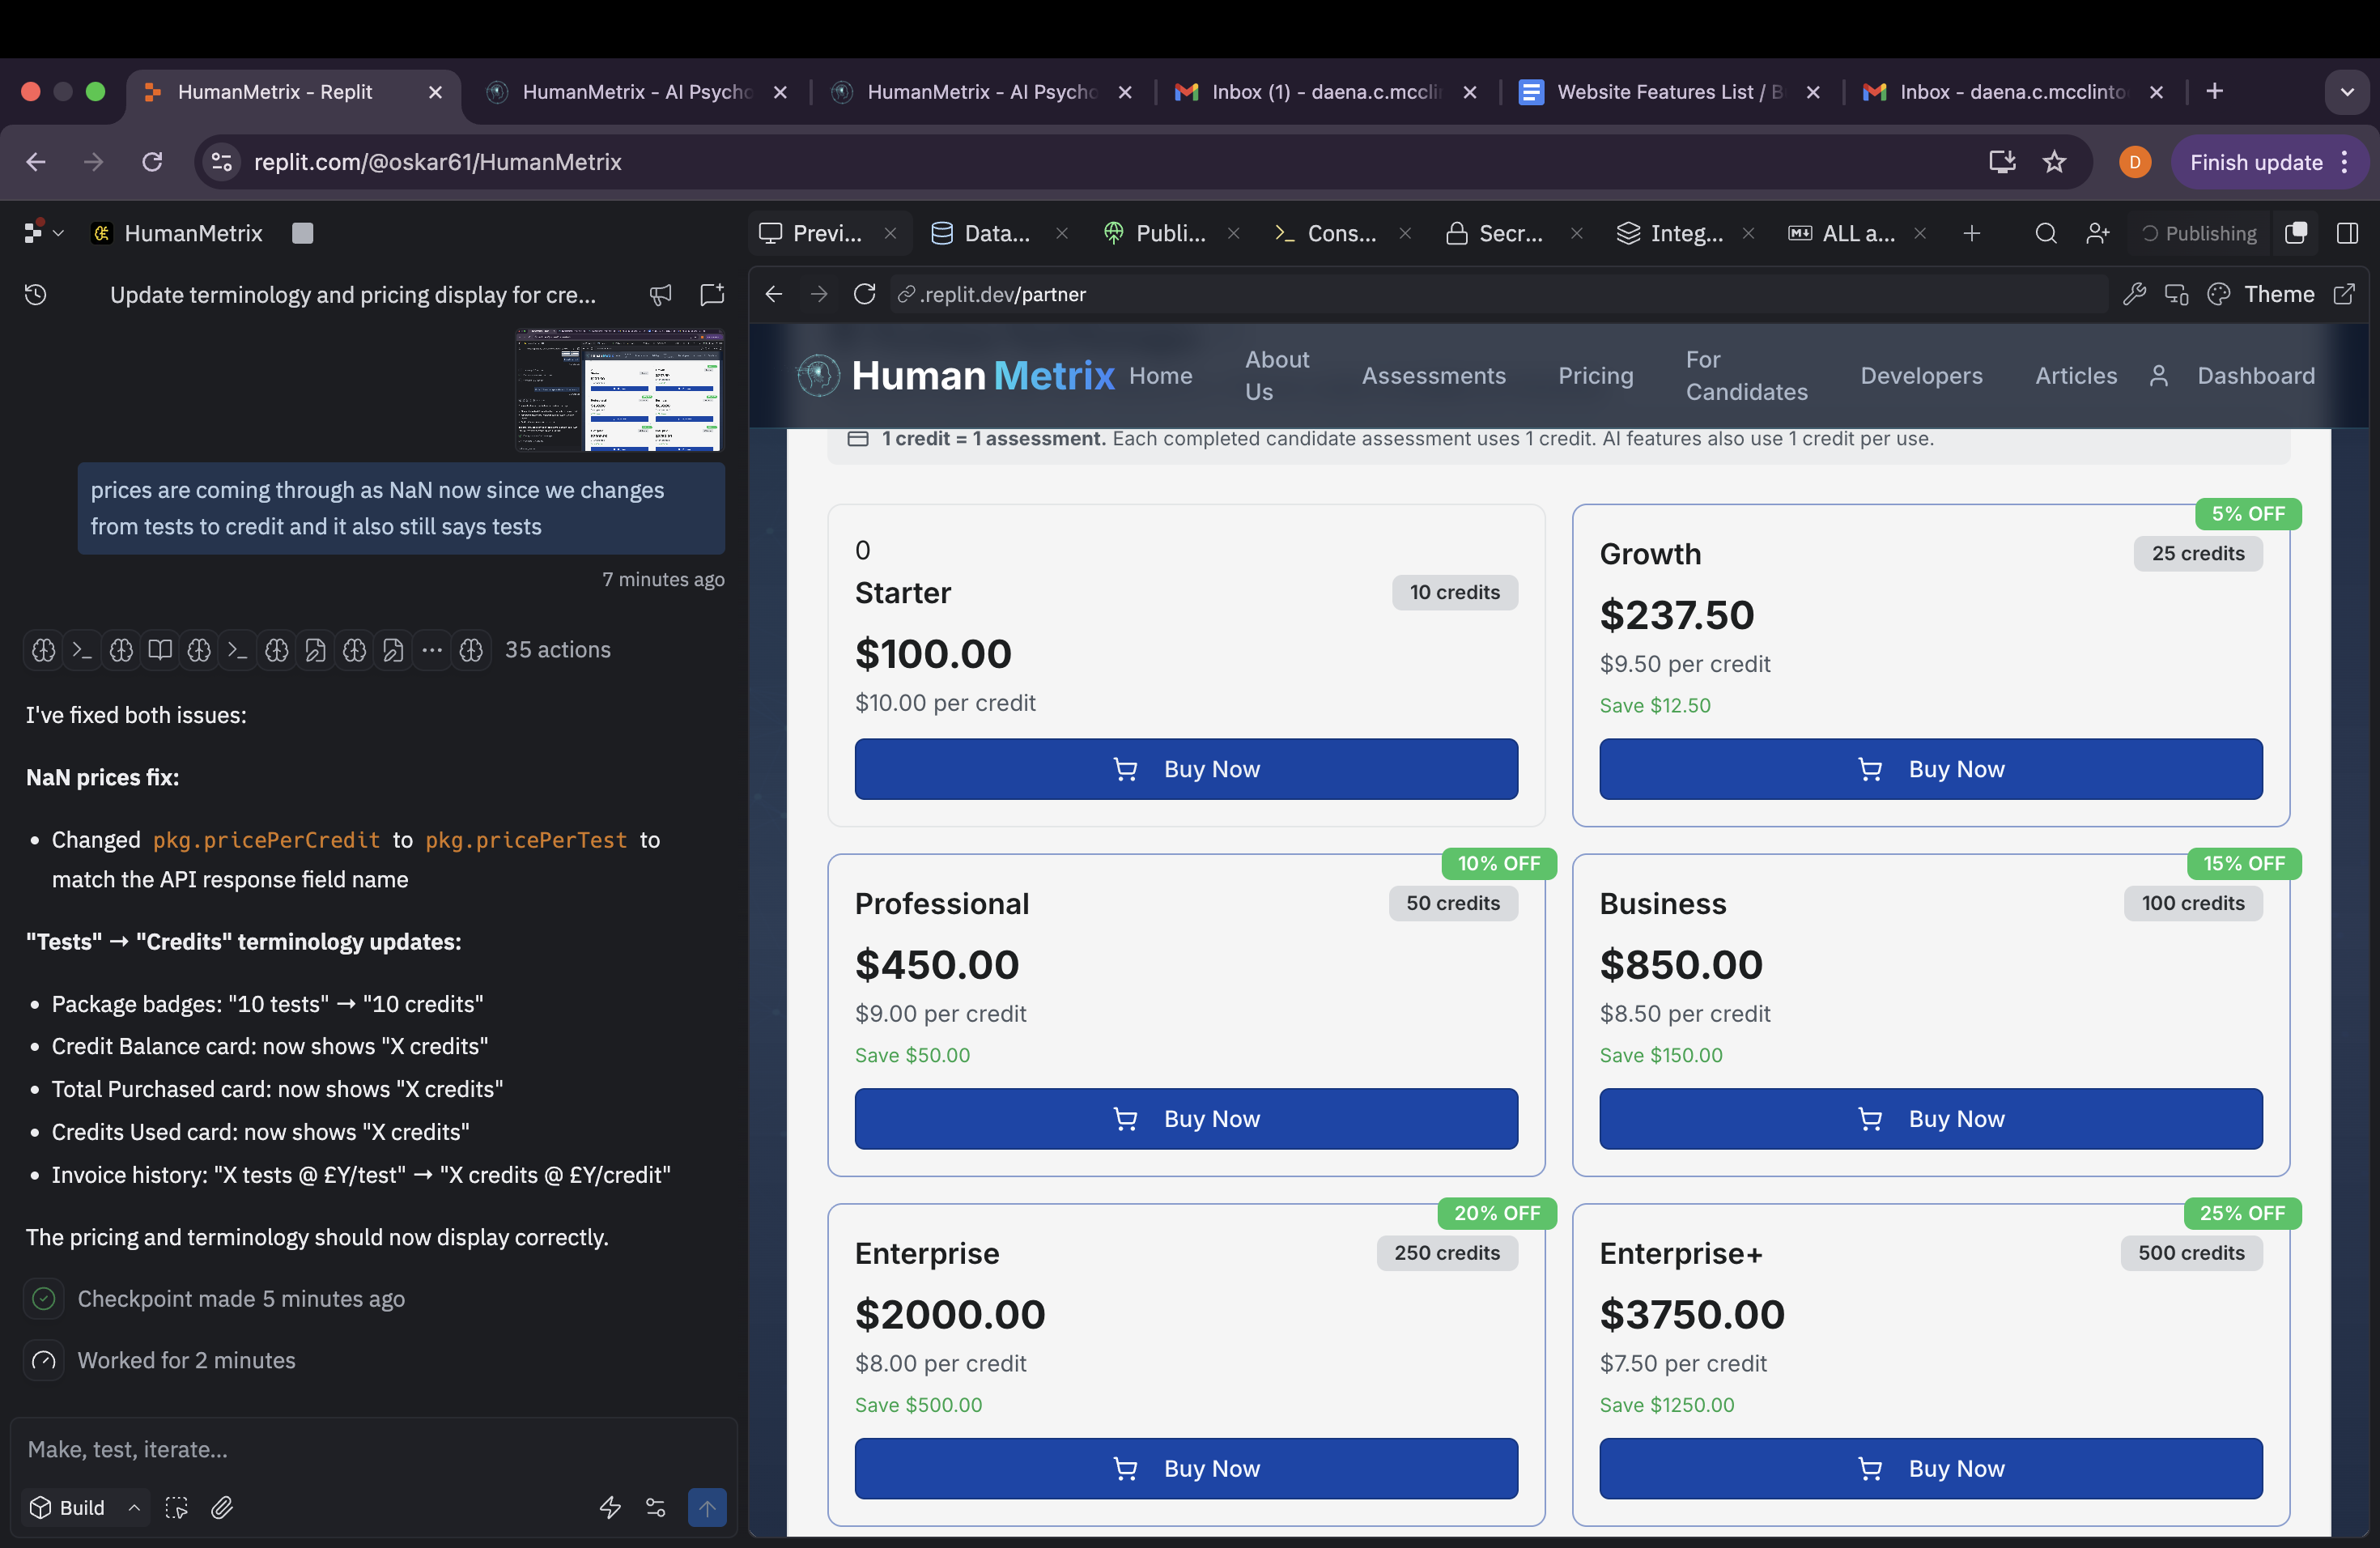 HumanMetrix - Replit
HumanMetrix - AI Psycho
HumanMetrix - AI Psycho
Inbox (1) - daena.c.mcclin
Website Features List / B
Inbox - daena.c.mcclinto
replit.com/@oskar61/HumanMetrix
D
Finish update
HumanMetrix
Previ...
Data...
Publi...
Cons...
Secr...
Integ...
ALL a...
Publishing
Update terminology and pricing display for cre...
.replit.dev/partner
Theme
prices are coming through as NaN now since we changes
from tests to credit and it also still says tests
7 minutes ago
35 actions
I've fixed both issues:
NaN prices fix:
• Changed pkg.pricePerCredit to pkg.pricePerTest to
match the API response field name
"Tests" → "Credits" terminology updates:
• Package badges: "10 tests" → "10 credits"
• Credit Balance card: now shows "X credits"
• Total Purchased card: now shows "X credits"
• Credits Used card: now shows "X credits"
• Invoice history: "X tests @ £Y/test" → "X credits @ £Y/credit"
The pricing and terminology should now display correctly.
Checkpoint made 5 minutes ago
Worked for 2 minutes
Make, test, iterate...
Build
Human Metrix
Home
About
Us
Assessments
Pricing
For
Candidates
Developers
Articles
Dashboard
1 credit = 1 assessment. Each completed candidate assessment uses 1 credit. AI features also use 1 credit per use.
0
Starter
10 credits
$100.00
$10.00 per credit
Buy Now
5% OFF
Growth
25 credits
$237.50
$9.50 per credit
Save $12.50
Buy Now
10% OFF
Professional
50 credits
$450.00
$9.00 per credit
Save $50.00
Buy Now
15% OFF
Business
100 credits
$850.00
$8.50 per credit
Save $150.00
Buy Now
20% OFF
Enterprise
250 credits
$2000.00
$8.00 per credit
Save $500.00
Buy Now
25% OFF
Enterprise+
500 credits
$3750.00
$7.50 per credit
Save $1250.00
Buy Now